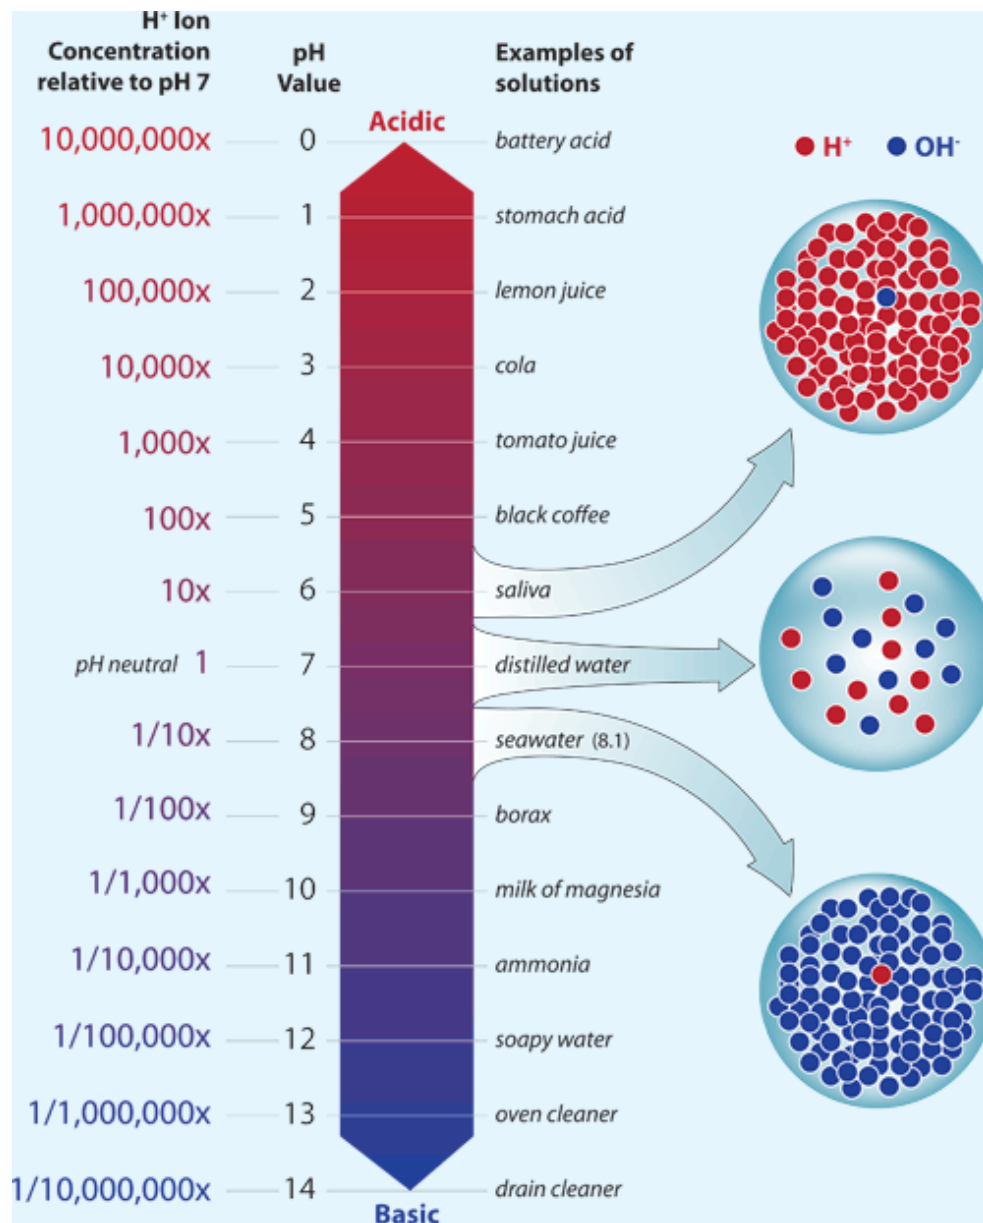 H⁺ Ion
Concentration
relative to pH 7
pH
Value
Examples of
solutions
Acidic
10,000,000x 0 battery acid
H⁺ OH⁻
1,000,000x 1 stomach acid
100,000x 2 lemon juice
10,000x 3 cola
1,000x 4 tomato juice
100x 5 black coffee
10x 6 saliva
pH neutral 1 7 distilled water
1/10x 8 seawater (8.1)
1/100x 9 borax
1/1,000x 10 milk of magnesia
1/10,000x 11 ammonia
1/100,000x 12 soapy water
1/1,000,000x 13 oven cleaner
1/10,000,000x 14 drain cleaner
Basic